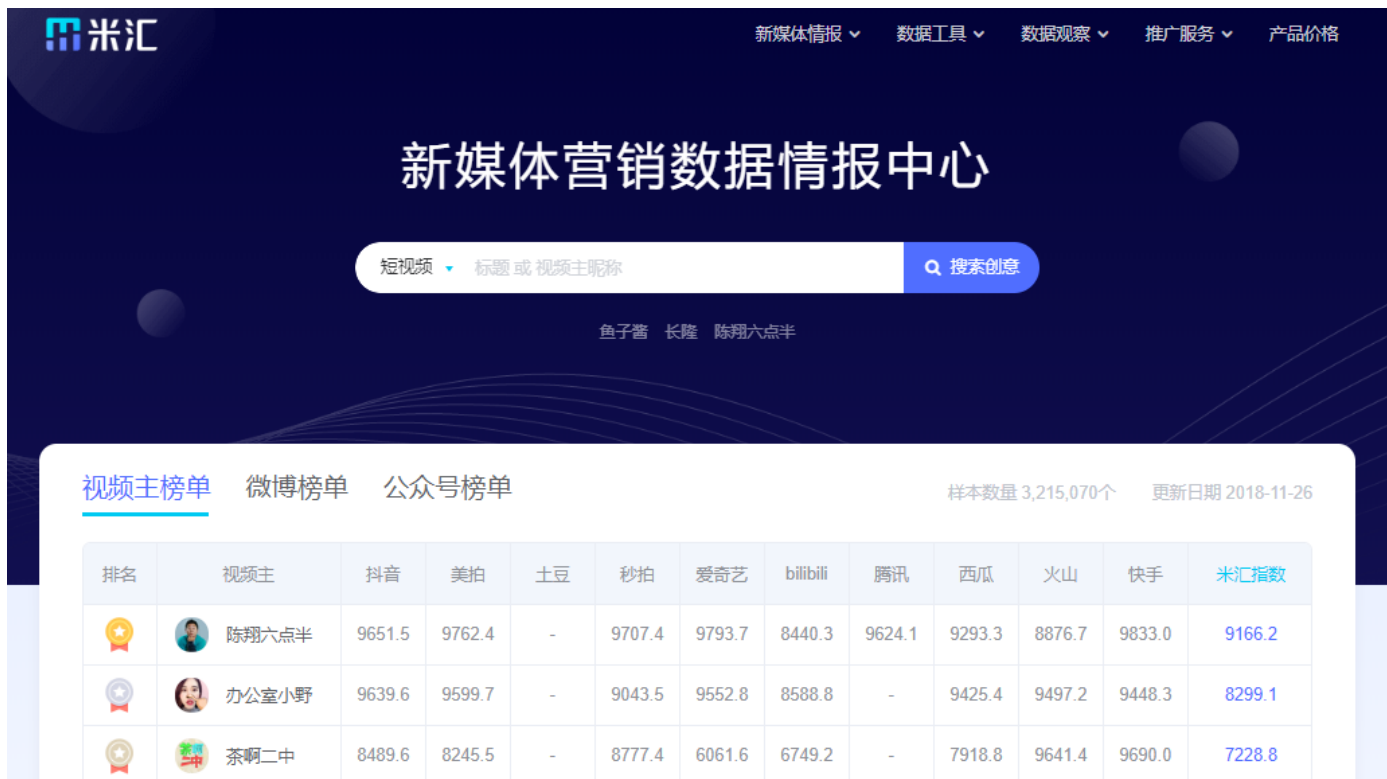 米汇 新媒体情报 数据工具 数据观察 推广服务 产品价格
新媒体营销数据情报中心
短视频 标题 或 视频主昵称 搜索创意
鱼子酱 长隆 陈翔六点半
视频主榜单 微博榜单 公众号榜单 样本数量 3,215,070个 更新日期 2018-11-26
排名 视频主 抖音 美拍 土豆 秒拍 爱奇艺 bilibili 腾讯 西瓜 火山 快手 米汇指数
陈翔六点半 9651.5 9762.4 - 9707.4 9793.7 8440.3 9624.1 9293.3 8876.7 9833.0 9166.2
办公室小野 9639.6 9599.7 - 9043.5 9552.8 8588.8 - 9425.4 9497.2 9448.3 8299.1
茶啊二中 8489.6 8245.5 - 8777.4 6061.6 6749.2 - 7918.8 9641.4 9690.0 7228.8